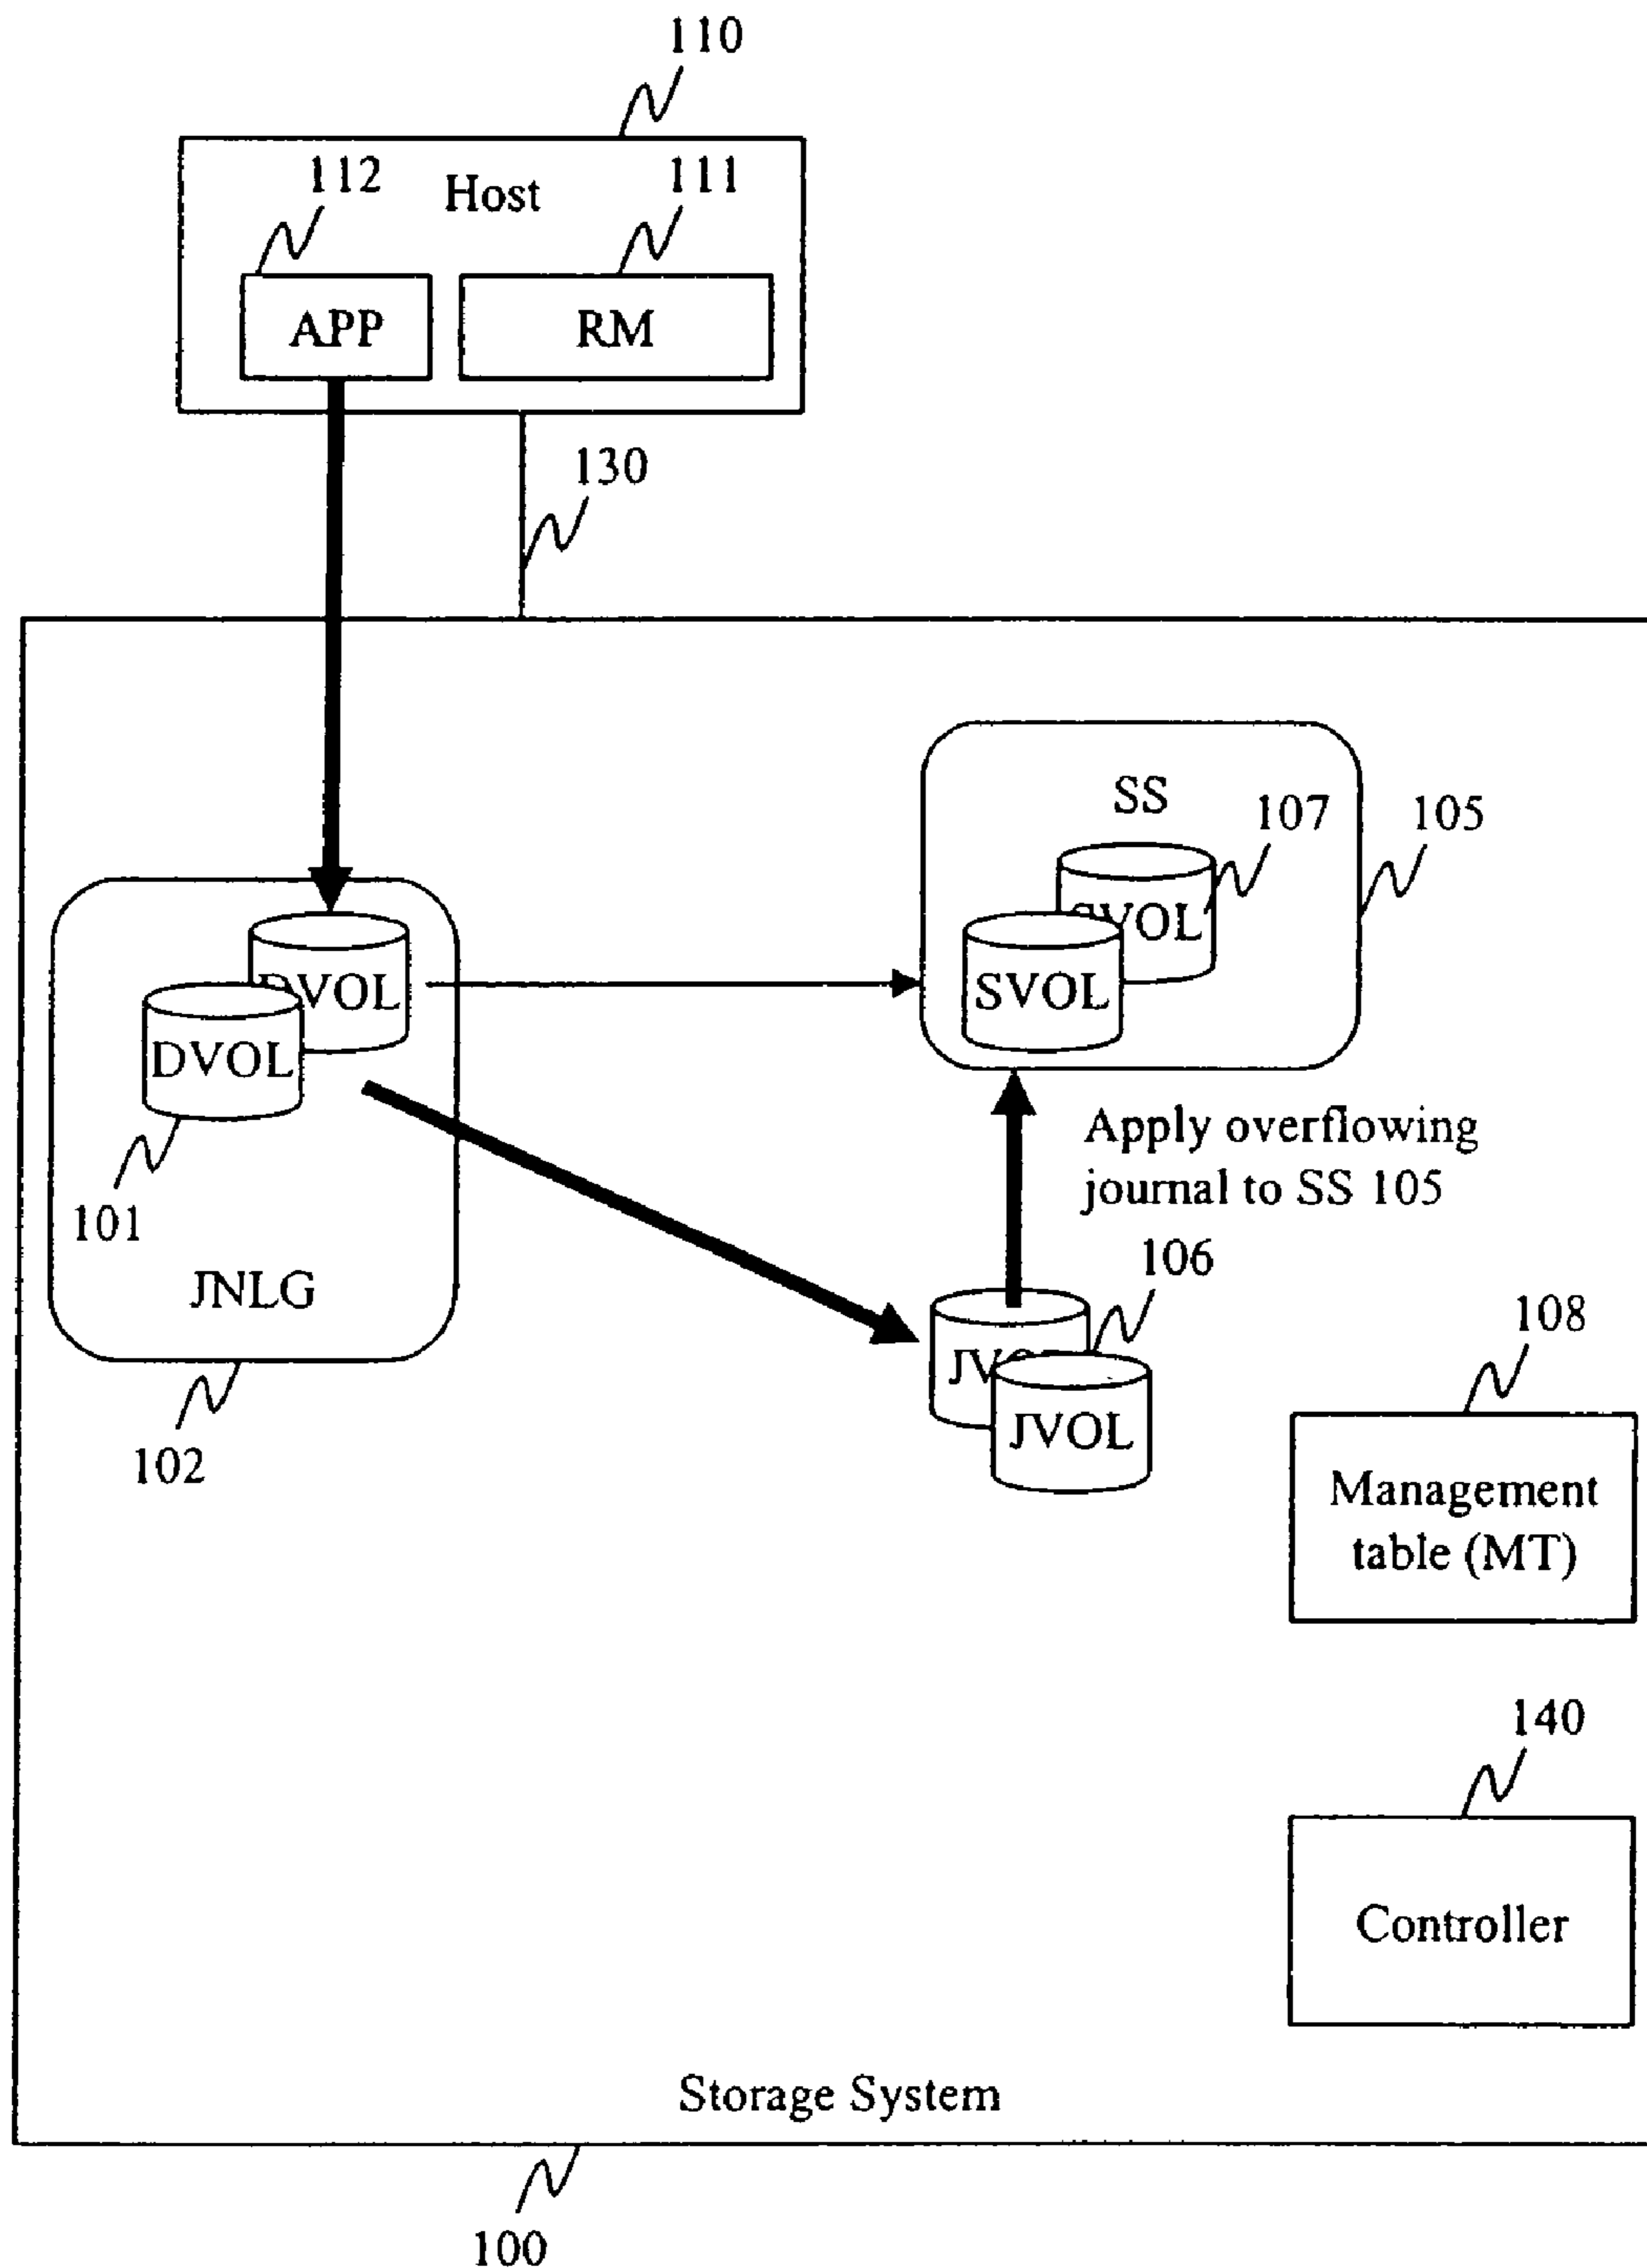 110
112
Host
111
APP
RM
130
SS
107
105
SVOL
DVOL
SVOL
DVOL
101
Apply overflowing
journal to SS 105
JNLG
106
102
JVOL
108
Management
table (MT)
140
Controller
Storage System
100